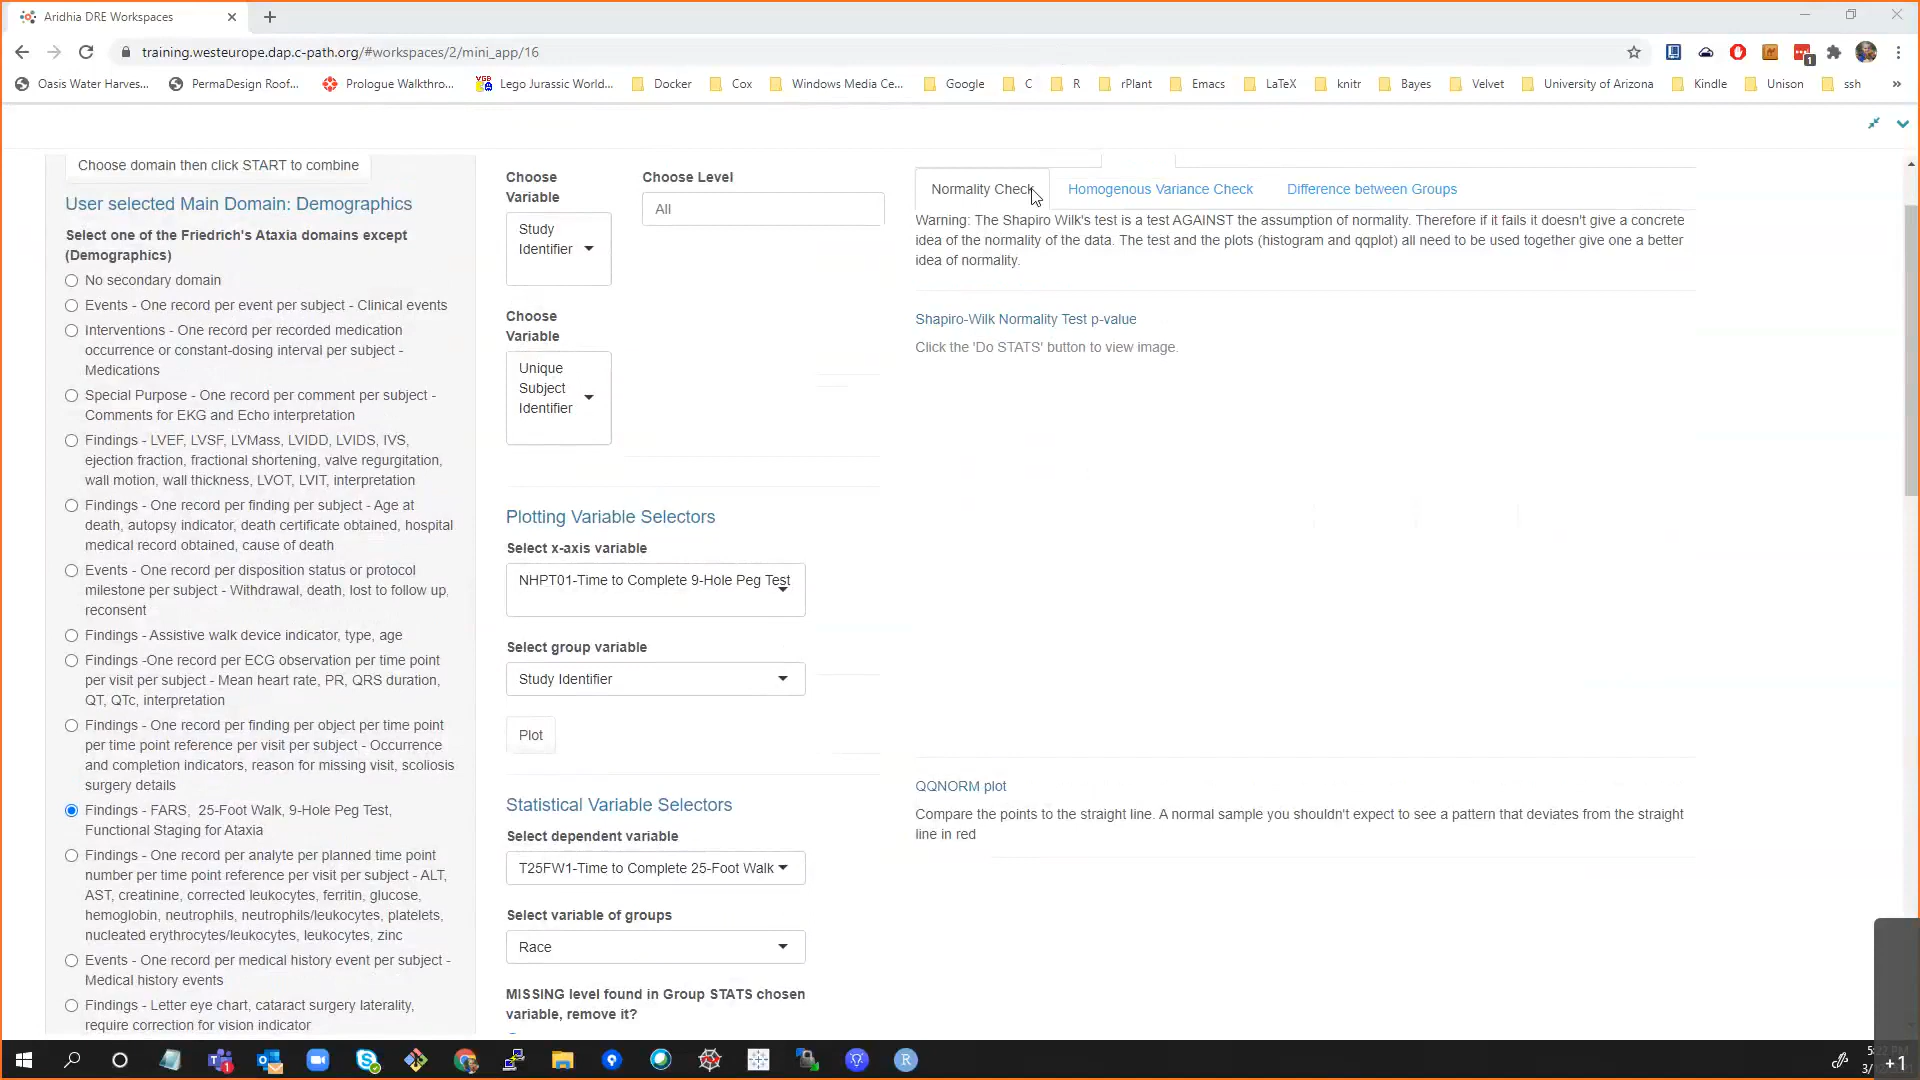 Aridhia DRE Workspaces
training.westeurope.dap.c-path.org/#workspaces/2/mini_app/16
1
Oasis Water Harves... PermaDesign Roof... Prologue Walkthro... Lego Jurassic World... Docker Cox Windows Media Ce... Google C R rPlant Emacs LaTeX knitr Bayes Velvet University of Arizona Kindle Unison ssh »
Choose domain then click START to combine
User selected Main Domain: Demographics
Select one of the Friedrich's Ataxia domains except
(Demographics)
No secondary domain
Events - One record per event per subject - Clinical events
Interventions - One record per recorded medication
occurrence or constant-dosing interval per subject -
Medications
Special Purpose - One record per comment per subject -
Comments for EKG and Echo interpretation
Findings - LVEF, LVSF, LVMass, LVIDD, LVIDS, IVS,
ejection fraction, fractional shortening, valve regurgitation,
wall motion, wall thickness, LVOT, LVIT, interpretation
Findings - One record per finding per subject - Age at
death, autopsy indicator, death certificate obtained, hospital
medical record obtained, cause of death
Events - One record per disposition status or protocol
milestone per subject - Withdrawal, death, lost to follow up,
reconsent
Findings - Assistive walk device indicator, type, age
Findings -One record per ECG observation per time point
per visit per subject - Mean heart rate, PR, QRS duration,
QT, QTc, interpretation
Findings - One record per finding per object per time point
per time point reference per visit per subject - Occurrence
and completion indicators, reason for missing visit, scoliosis
surgery details
Findings - FARS, 25-Foot Walk, 9-Hole Peg Test,
Functional Staging for Ataxia
Findings - One record per analyte per planned time point
number per time point reference per visit per subject - ALT,
AST, creatinine, corrected leukocytes, ferritin, glucose,
hemoglobin, neutrophils, neutrophils/leukocytes, platelets,
nucleated erythrocytes/leukocytes, leukocytes, zinc
Events - One record per medical history event per subject -
Medical history events
Findings - Letter eye chart, cataract surgery laterality,
require correction for vision indicator
Choose
Variable
Study
Identifier
Choose Level
All
Choose
Variable
Unique
Subject
Identifier
Plotting Variable Selectors
Select x-axis variable
NHPT01-Time to Complete 9-Hole Peg Test
Select group variable
Study Identifier
Plot
Statistical Variable Selectors
Select dependent variable
T25FW1-Time to Complete 25-Foot Walk
Select variable of groups
Race
MISSING level found in Group STATS chosen
variable, remove it?
Normality Check Homogenous Variance Check Difference between Groups
Warning: The Shapiro Wilk's test is a test AGAINST the assumption of normality. Therefore if it fails it doesn't give a concrete
idea of the normality of the data. The test and the plots (histogram and qqplot) all need to be used together give one a better
idea of normality.
Shapiro-Wilk Normality Test p-value
Click the 'Do STATS' button to view image.
QQNORM plot
Compare the points to the straight line. A normal sample you shouldn't expect to see a pattern that deviates from the straight
line in red
+1